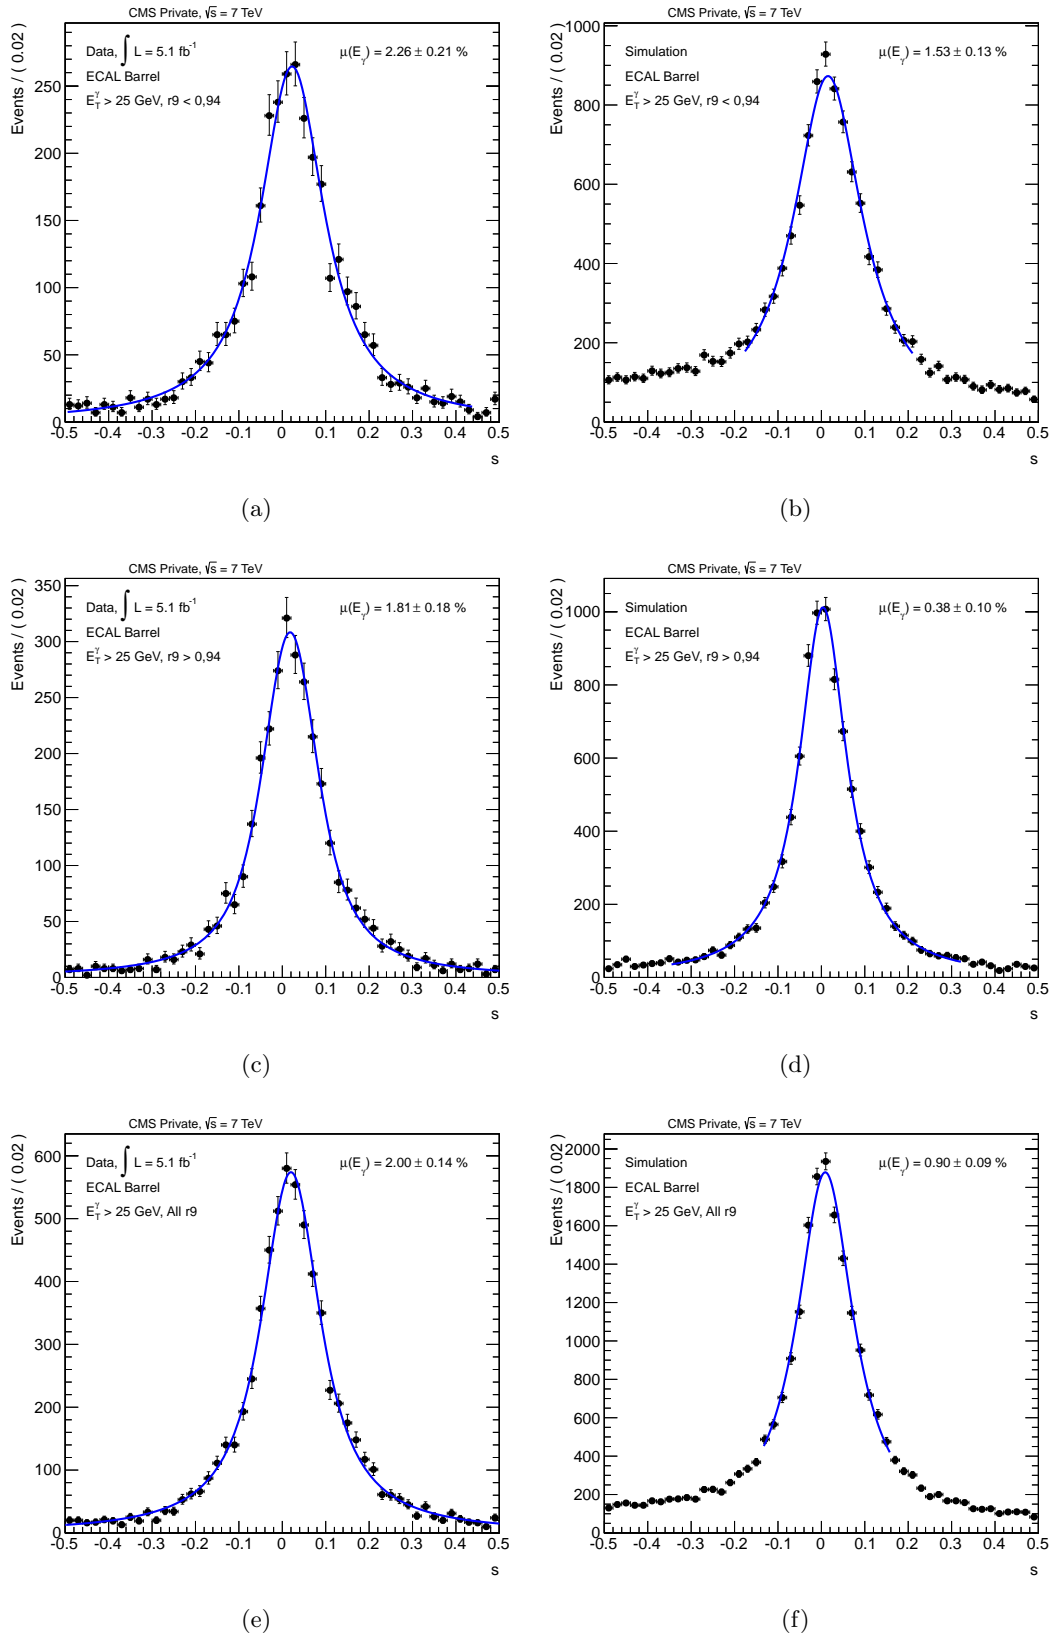 CMS Private, √s = 7 TeV
Events / ( 0.02 )
Data, ∫ L = 5.1 fb⁻¹
μ(E_γ) = 2.26 ± 0.21 %
ECAL Barrel
E_T^γ > 25 GeV, r9 < 0,94
250
200
150
100
50
0
-0.5 -0.4 -0.3 -0.2 -0.1 0 0.1 0.2 0.3 0.4 0.5
s
(a)
CMS Private, √s = 7 TeV
Events / ( 0.02 )
1000
Simulation
μ(E_γ) = 1.53 ± 0.13 %
ECAL Barrel
E_T^γ > 25 GeV, r9 < 0,94
800
600
400
200
0
-0.5 -0.4 -0.3 -0.2 -0.1 0 0.1 0.2 0.3 0.4 0.5
s
(b)
CMS Private, √s = 7 TeV
Events / ( 0.02 )
350
Data, ∫ L = 5.1 fb⁻¹
μ(E_γ) = 1.81 ± 0.18 %
ECAL Barrel
E_T^γ > 25 GeV, r9 > 0,94
300
250
200
150
100
50
0
-0.5 -0.4 -0.3 -0.2 -0.1 0 0.1 0.2 0.3 0.4 0.5
s
(c)
CMS Private, √s = 7 TeV
Events / ( 0.02 )
1000
Simulation
μ(E_γ) = 0.38 ± 0.10 %
ECAL Barrel
E_T^γ > 25 GeV, r9 > 0,94
800
600
400
200
0
-0.5 -0.4 -0.3 -0.2 -0.1 0 0.1 0.2 0.3 0.4 0.5
s
(d)
CMS Private, √s = 7 TeV
Events / ( 0.02 )
600
Data, ∫ L = 5.1 fb⁻¹
μ(E_γ) = 2.00 ± 0.14 %
ECAL Barrel
E_T^γ > 25 GeV, All r9
500
400
300
200
100
0
-0.5 -0.4 -0.3 -0.2 -0.1 0 0.1 0.2 0.3 0.4 0.5
s
(e)
CMS Private, √s = 7 TeV
Events / ( 0.02 )
2000
Simulation
μ(E_γ) = 0.90 ± 0.09 %
ECAL Barrel
E_T^γ > 25 GeV, All r9
1800
1600
1400
1200
1000
800
600
400
200
0
-0.5 -0.4 -0.3 -0.2 -0.1 0 0.1 0.2 0.3 0.4 0.5
s
(f)